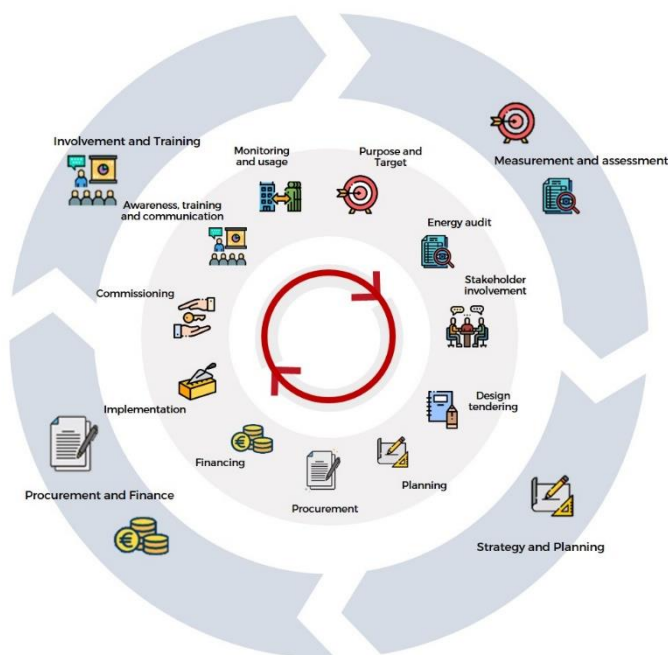 Involvement and Training
Monitoring
and usage
Purpose and
Target
Measurement and assessment
Awareness, training
and communication
Energy audit
Commissioning
Stakeholder
involvement
Implementation
Design
tendering
Financing
Planning
Procurement
Procurement and Finance
Strategy and Planning